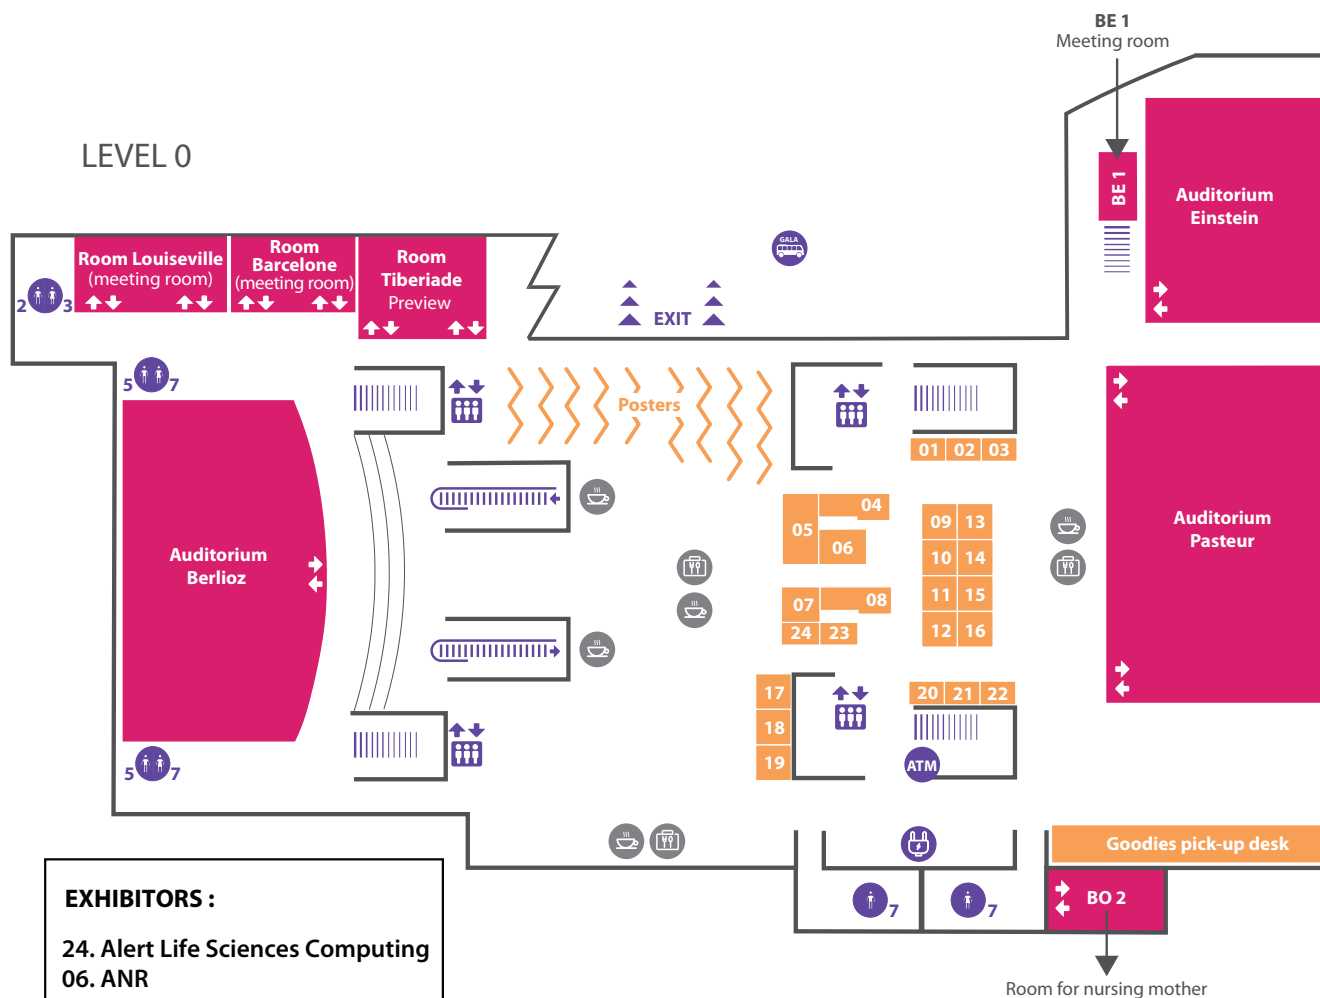 BE 1
Meeting room
LEVEL 0
BE 1
Auditorium
Einstein
GALA
Room Louiseville
(meeting room)
Room
Barcelone
(meeting room)
Room
Tiberiade
Preview
2 3
EXIT
5 7
Posters
01 02 03
04
05
06
09 13
10 14
11 15
12 16
07
08
24 23
Auditorium
Pasteur
Auditorium
Berlioz
17
18
19
20 21 22
ATM
5 7
Goodies pick-up desk
7
7
BO 2
Room for nursing mother
EXHIBITORS :
24. Alert Life Sciences Computing
06. ANR